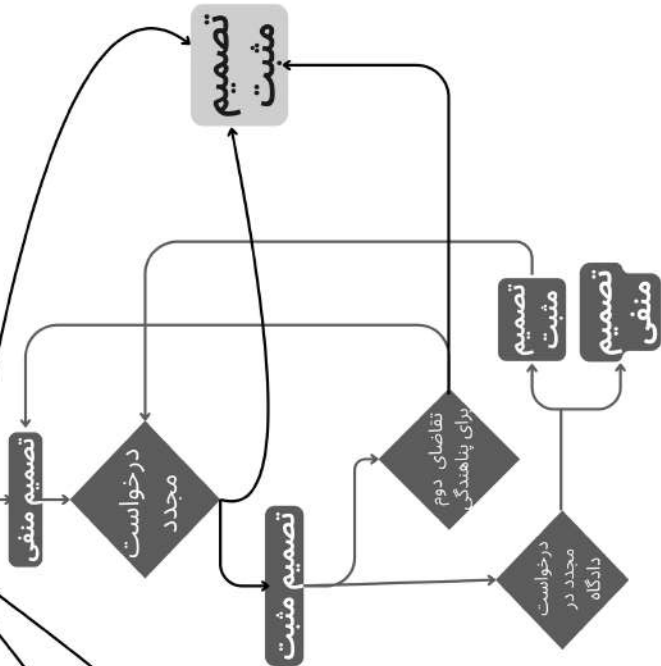 تصمیم
مثبت
تصمیم منفی
درخواست
مجدد
تصمیم مثبت
تقاضای دوم
برای پناهندگی
درخواست
مجدد در
دادگاه
تصمیم
مثبت
تصمیم
منفی